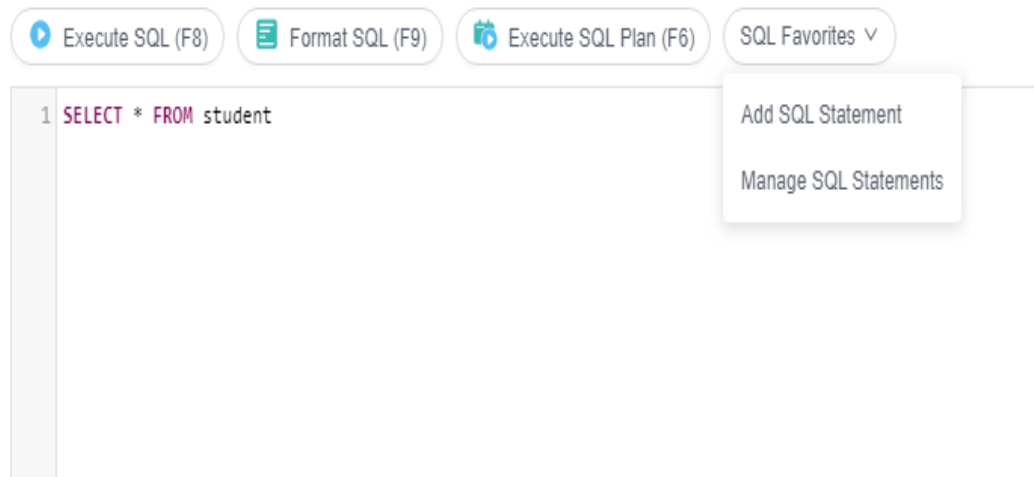 Execute SQL (F8) Format SQL (F9) Execute SQL Plan (F6) SQL Favorites
1 SELECT * FROM student
Add SQL Statement
Manage SQL Statements